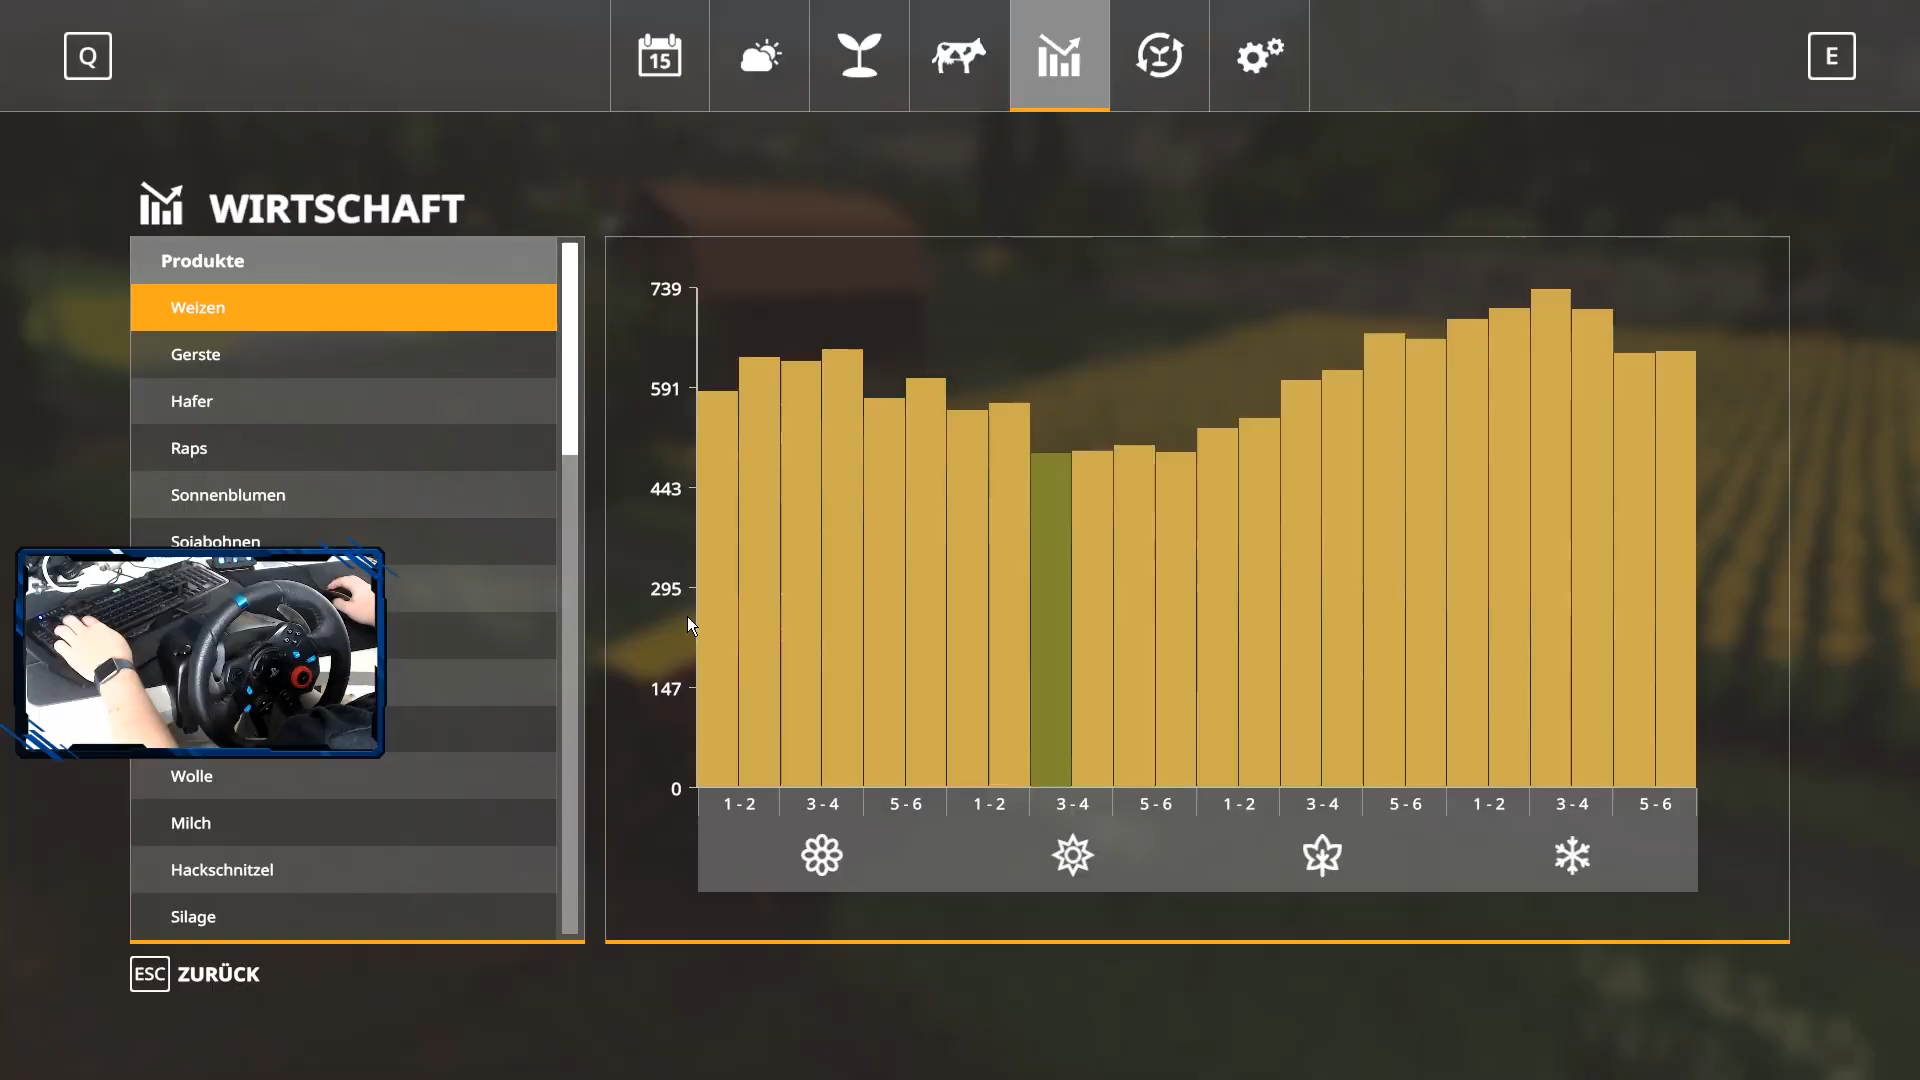 Q
15
E
WIRTSCHAFT
Produkte
Weizen
Gerste
Hafer
Raps
Sonnenblumen
Sojabohnen
Wolle
Milch
Hackschnitzel
Silage
739
591
443
295
147
0
1 - 2 3 - 4 5 - 6 1 - 2 3 - 4 5 - 6 1 - 2 3 - 4 5 - 6 1 - 2 3 - 4 5 - 6
ESC ZURÜCK